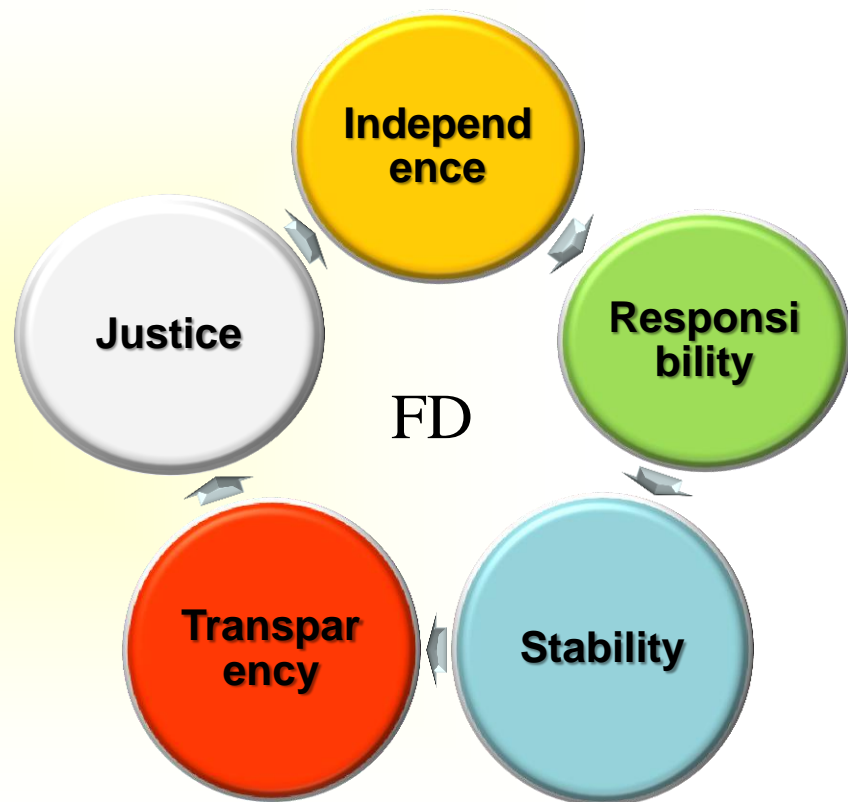 Independ
ence
Responsi
bility
Stability
Transpar
ency
Justice
FD